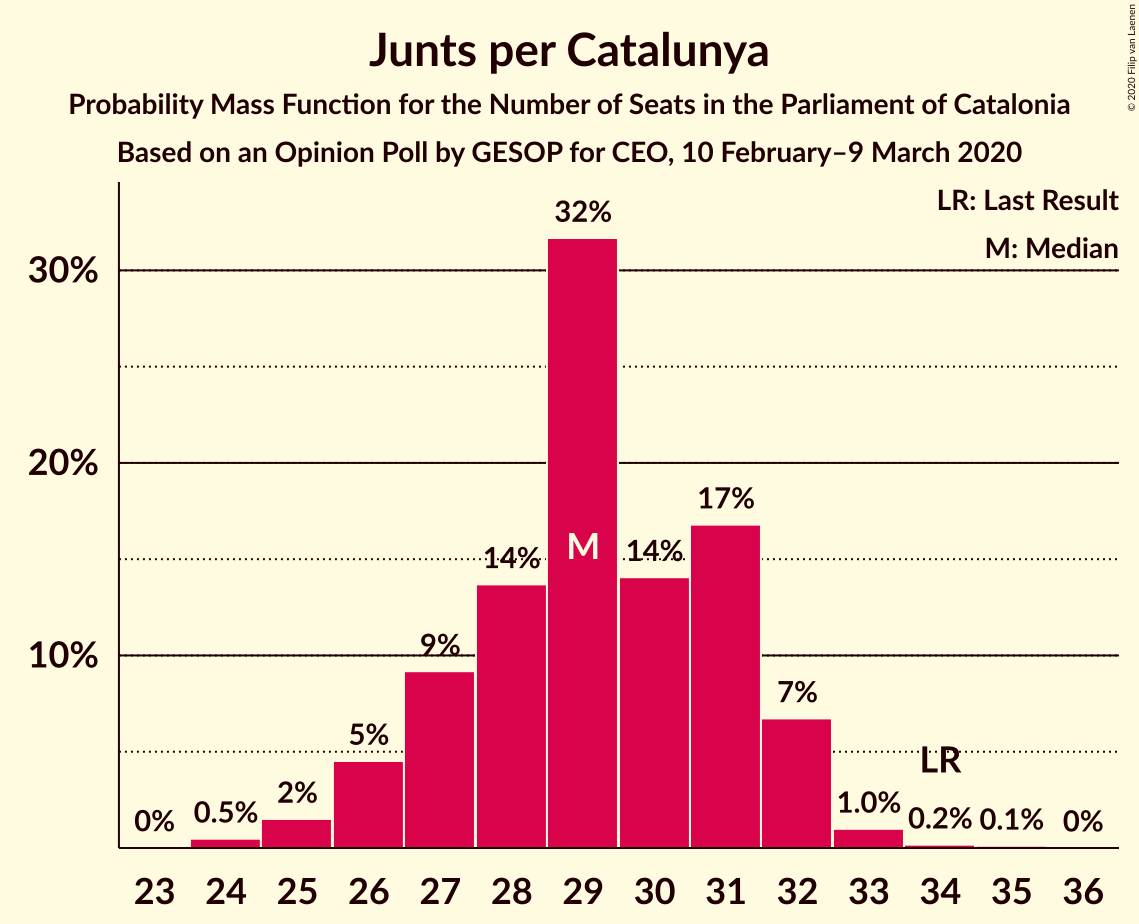 © 2020 Filip van Laenen
Junts per Catalunya
Probability Mass Function for the Number of Seats in the Parliament of Catalonia
Based on an Opinion Poll by GESOP for CEO, 10 February–9 March 2020
LR: Last Result
M: Median
30%
20%
10%
0%
0.5%
2%
5%
9%
14%
32%
M
14%
17%
7%
1.0%
LR
0.2%
0.1%
0%
23 24 25 26 27 28 29 30 31 32 33 34 35 36